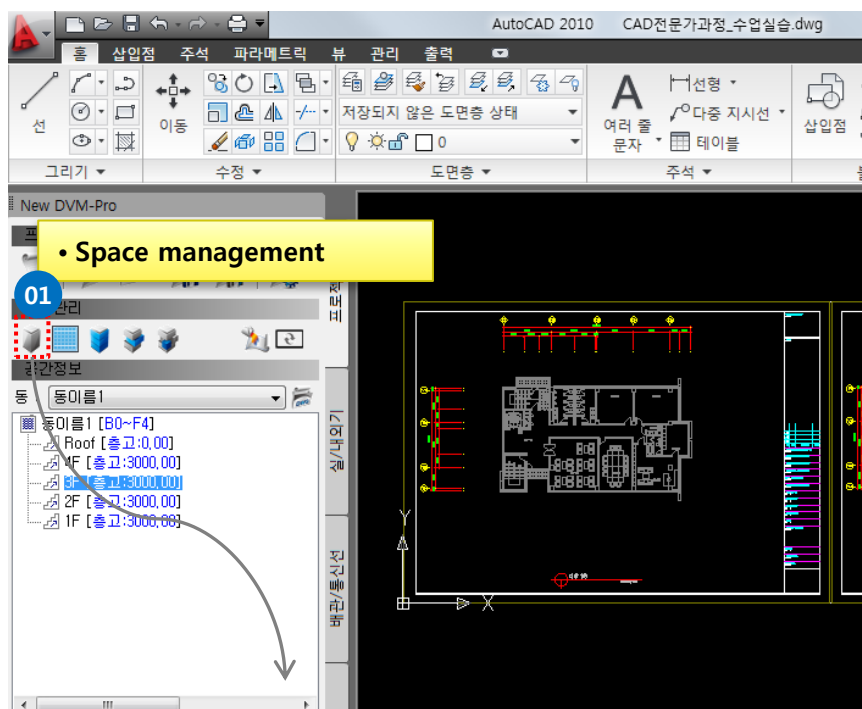 AutoCAD 2010 CAD전문가과정_수업실습.dwg
홈 삽입점 주석 파라메트릭 뷰 관리 출력
선
이동
저장되지 않은 도면층 상태
0
A
여러 줄
문자
선형
다중 지시선
테이블
삽입점
그리기 수정 도면층 주석
New DVM-Pro
• Space management
01
관리
공간정보
동 동이름1
동이름1 [B0~F4]
Roof [층고:0,00]
4F [층고:3000,00]
3F [층고:3000,00]
2F [층고:3000,00]
1F [층고:3000,00]
실/내외기
배관/통신선
Y
X